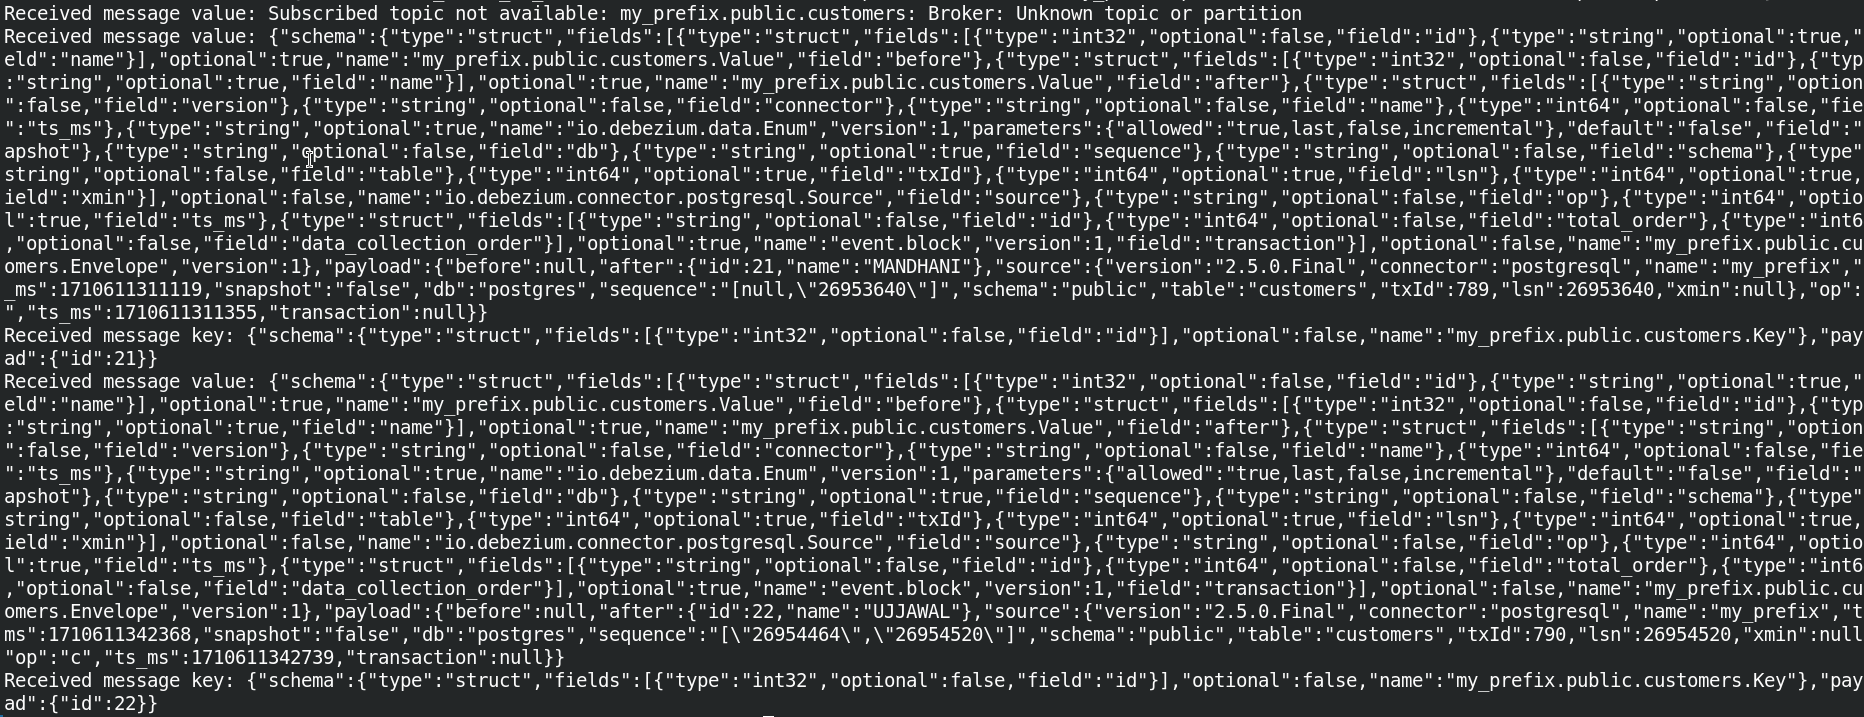 Received message value: Subscribed topic not available: my_prefix.public.customers: Broker: Unknown topic or partition
Received message value: {"schema":{"type":"struct","fields":[{"type":"struct","fields":[{"type":"int32","optional":false,"field":"id"},{"type":"string","optional":true,"
eld":"name"}],"optional":true,"name":"my_prefix.public.customers.Value","field":"before"},{"type":"struct","fields":[{"type":"int32","optional":false,"field":"id"},{"typ
:"string","optional":true,"field":"name"}],"optional":true,"name":"my_prefix.public.customers.Value","field":"after"},{"type":"struct","fields":[{"type":"string","option
":false,"field":"version"},{"type":"string","optional":false,"field":"connector"},{"type":"string","optional":false,"field":"name"},{"type":"int64","optional":false,"fie
":"ts_ms"},{"type":"string","optional":true,"name":"io.debezium.data.Enum","version":1,"parameters":{"allowed":"true,last,false,incremental"},"default":"false","field":"
apshot"},{"type":"string","optional":false,"field":"db"},{"type":"string","optional":true,"field":"sequence"},{"type":"string","optional":false,"field":"schema"},{"type"
string","optional":false,"field":"table"},{"type":"int64","optional":true,"field":"txId"},{"type":"int64","optional":true,"field":"lsn"},{"type":"int64","optional":true,
ield":"xmin"}],"optional":false,"name":"io.debezium.connector.postgresql.Source","field":"source"},{"type":"string","optional":false,"field":"op"},{"type":"int64","optio
l":true,"field":"ts_ms"},{"type":"struct","fields":[{"type":"string","optional":false,"field":"id"},{"type":"int64","optional":false,"field":"total_order"},{"type":"int6
,"optional":false,"field":"data_collection_order"}],"optional":true,"name":"event.block","version":1,"field":"transaction"}],"optional":false,"name":"my_prefix.public.cu
omers.Envelope","version":1},"payload":{"before":null,"after":{"id":21,"name":"MANDHANI"},"source":{"version":"2.5.0.Final","connector":"postgresql","name":"my_prefix","
_ms":1710611311119,"snapshot":"false","db":"postgres","sequence":"[null,\"26953640\"]","schema":"public","table":"customers","txId":789,"lsn":26953640,"xmin":null},"op":
","ts_ms":1710611311355,"transaction":null}}
Received message key: {"schema":{"type":"struct","fields":[{"type":"int32","optional":false,"field":"id"}],"optional":false,"name":"my_prefix.public.customers.Key"},"pay
ad":{"id":21}}
Received message value: {"schema":{"type":"struct","fields":[{"type":"struct","fields":[{"type":"int32","optional":false,"field":"id"},{"type":"string","optional":true,"
eld":"name"}],"optional":true,"name":"my_prefix.public.customers.Value","field":"before"},{"type":"struct","fields":[{"type":"int32","optional":false,"field":"id"},{"typ
:"string","optional":true,"field":"name"}],"optional":true,"name":"my_prefix.public.customers.Value","field":"after"},{"type":"struct","fields":[{"type":"string","option
":false,"field":"version"},{"type":"string","optional":false,"field":"connector"},{"type":"string","optional":false,"field":"name"},{"type":"int64","optional":false,"fie
":"ts_ms"},{"type":"string","optional":true,"name":"io.debezium.data.Enum","version":1,"parameters":{"allowed":"true,last,false,incremental"},"default":"false","field":"
apshot"},{"type":"string","optional":false,"field":"db"},{"type":"string","optional":true,"field":"sequence"},{"type":"string","optional":false,"field":"schema"},{"type"
string","optional":false,"field":"table"},{"type":"int64","optional":true,"field":"txId"},{"type":"int64","optional":true,"field":"lsn"},{"type":"int64","optional":true,
ield":"xmin"}],"optional":false,"name":"io.debezium.connector.postgresql.Source","field":"source"},{"type":"string","optional":false,"field":"op"},{"type":"int64","optio
l":true,"field":"ts_ms"},{"type":"struct","fields":[{"type":"string","optional":false,"field":"id"},{"type":"int64","optional":false,"field":"total_order"},{"type":"int6
,"optional":false,"field":"data_collection_order"}],"optional":true,"name":"event.block","version":1,"field":"transaction"}],"optional":false,"name":"my_prefix.public.cu
omers.Envelope","version":1},"payload":{"before":null,"after":{"id":22,"name":"UJJAWAL"},"source":{"version":"2.5.0.Final","connector":"postgresql","name":"my_prefix","t
ms":1710611342368,"snapshot":"false","db":"postgres","sequence":"[\"26954464\",\"26954520\"]","schema":"public","table":"customers","txId":790,"lsn":26954520,"xmin":null
"op":"c","ts_ms":1710611342739,"transaction":null}}
Received message key: {"schema":{"type":"struct","fields":[{"type":"int32","optional":false,"field":"id"}],"optional":false,"name":"my_prefix.public.customers.Key"},"pay
ad":{"id":22}}